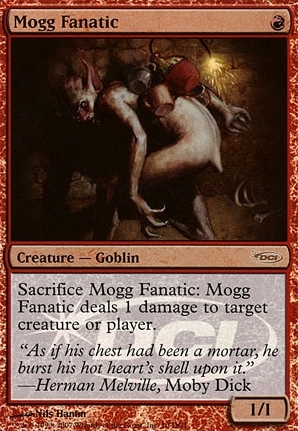 Mogg Fanatic
DCI
Creature — Goblin
Sacrifice Mogg Fanatic: Mogg
Fanatic deals 1 damage to target
creature or player.
“As if his chest had been a mortar, he
burst his hot heart’s shell upon it.”
—Herman Melville, Moby Dick
DCI
1/1